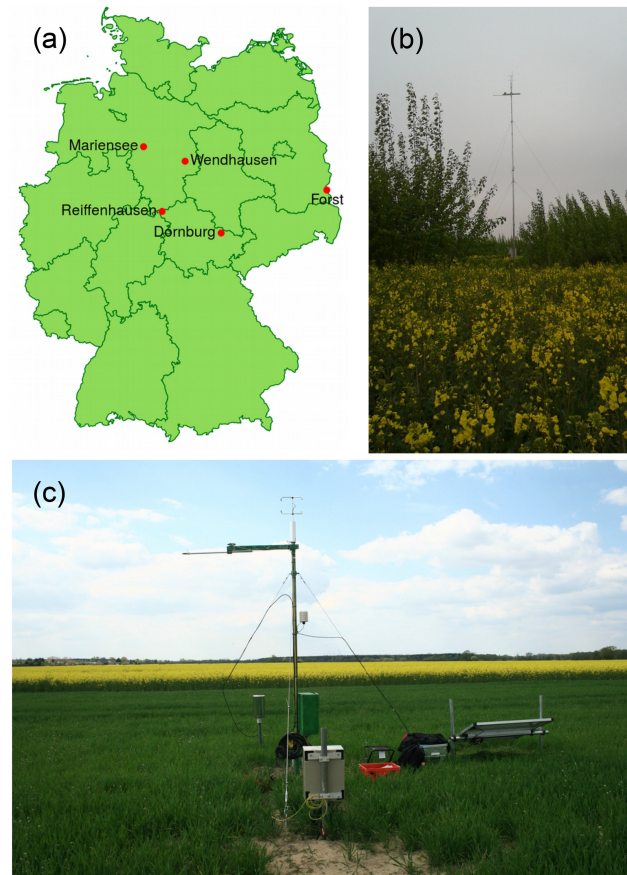 (a)
(b)
Mariensee
Wendhausen
Forst
Reiffenhausen
Dornburg
(c)